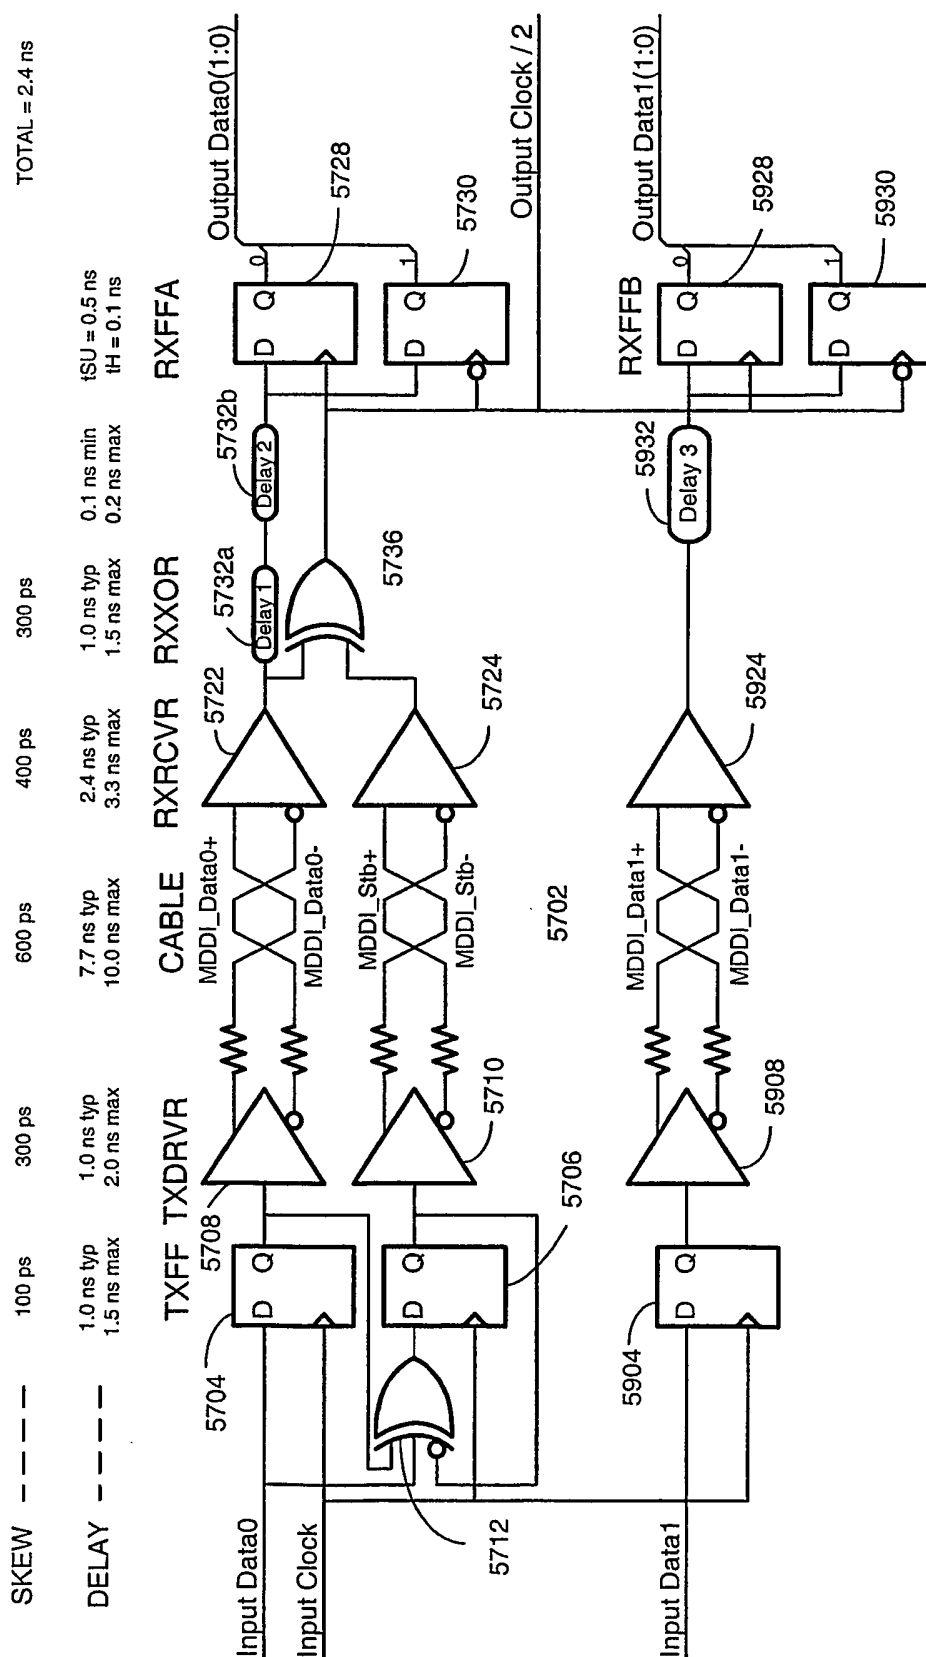 SKEW 100 ps 300 ps 600 ps 400 ps 300 ps TOTAL = 2.4 ns
DELAY 1.0 ns typ 1.0 ns typ 7.7 ns typ 2.4 ns typ 1.0 ns typ 0.1 ns min tSU = 0.5 ns
1.5 ns max 2.0 ns max 10.0 ns max 3.3 ns max 1.5 ns max 0.2 ns max tH = 0.1 ns
TXFF TXDRVR CABLE RXRCVR RXXOR RXFFA
Input Data0
Input Clock
5704
D Q
5708
MDDI_Data0+
MDDI_Data0-
5722
5732a
Delay 1
5732b
Delay 2
D Q
0
5728
Output Data0(1:0)
5712
D Q
5706
5710
MDDI_Stb+
MDDI_Stb-
5724
5736
D Q
1
5730
Output Clock / 2
5702
Input Data1
5904
D Q
5908
MDDI_Data1+
MDDI_Data1-
5924
5932
Delay 3
RXFFB
D Q
0
5928
Output Data1(1:0)
D Q
1
5930